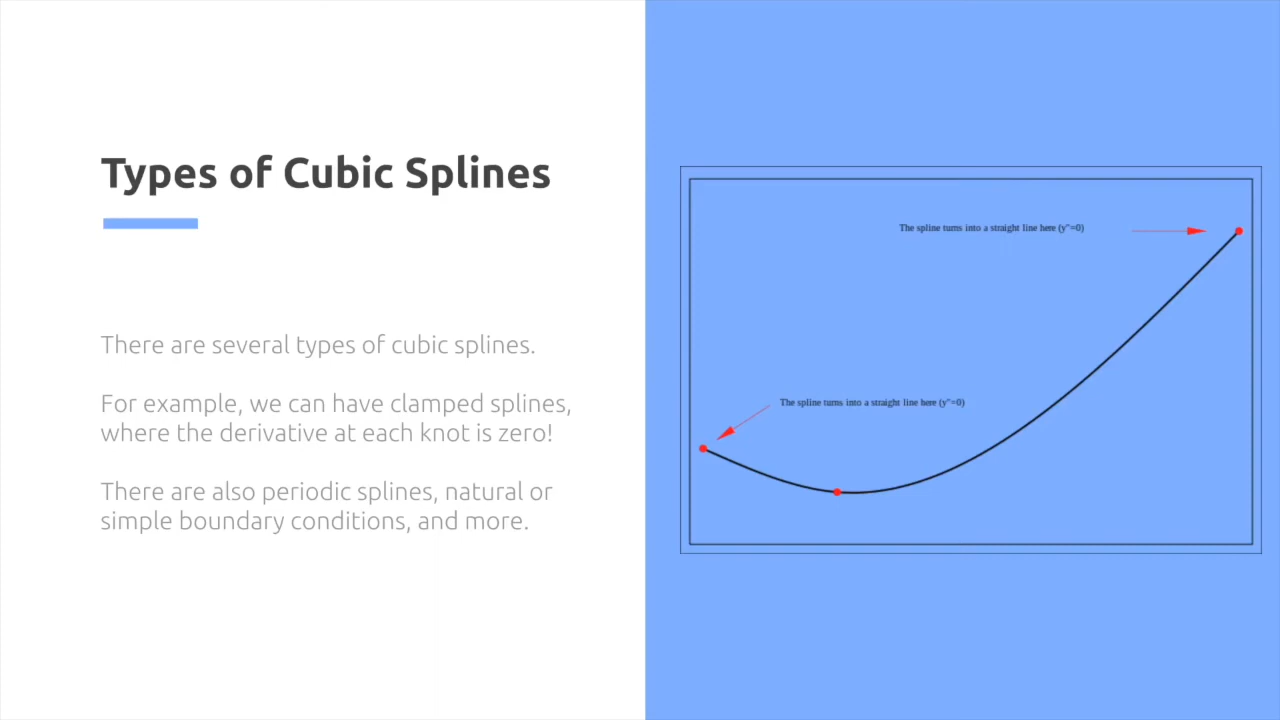 Types of Cubic Splines
There are several types of cubic splines.
For example, we can have clamped splines,
where the derivative at each knot is zero!
There are also periodic splines, natural or
simple boundary conditions, and more.
The spline turns into a straight line here (y"=0)
The spline turns into a straight line here (y"=0)